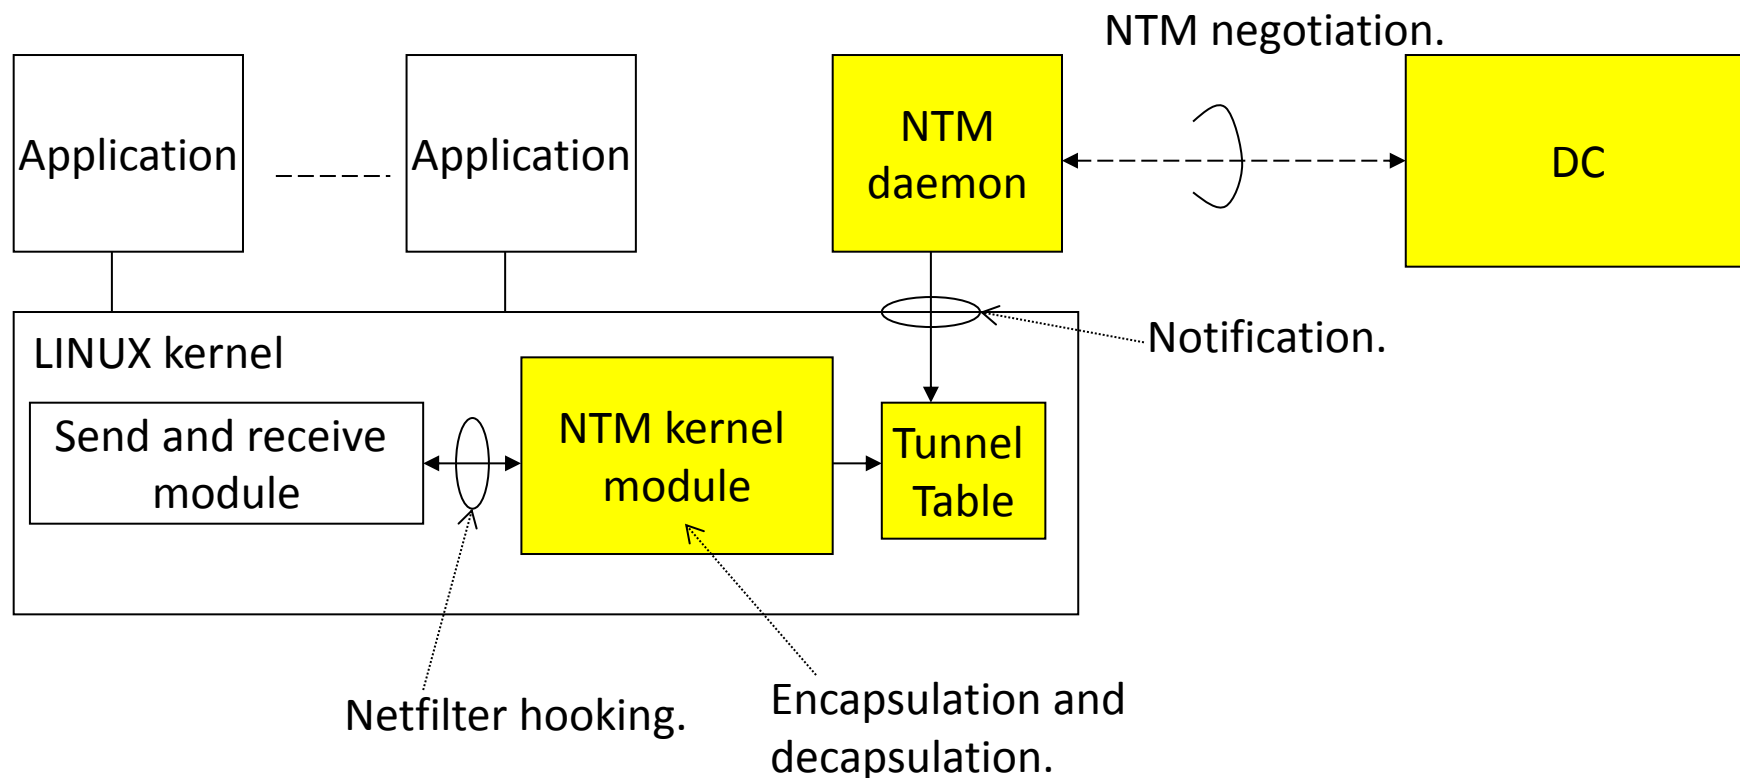 NTM negotiation.
Application
Application
NTM
daemon
DC
LINUX kernel
Notification.
Send and receive
module
NTM kernel
module
Tunnel
Table
Netfilter hooking.
Encapsulation and
decapsulation.